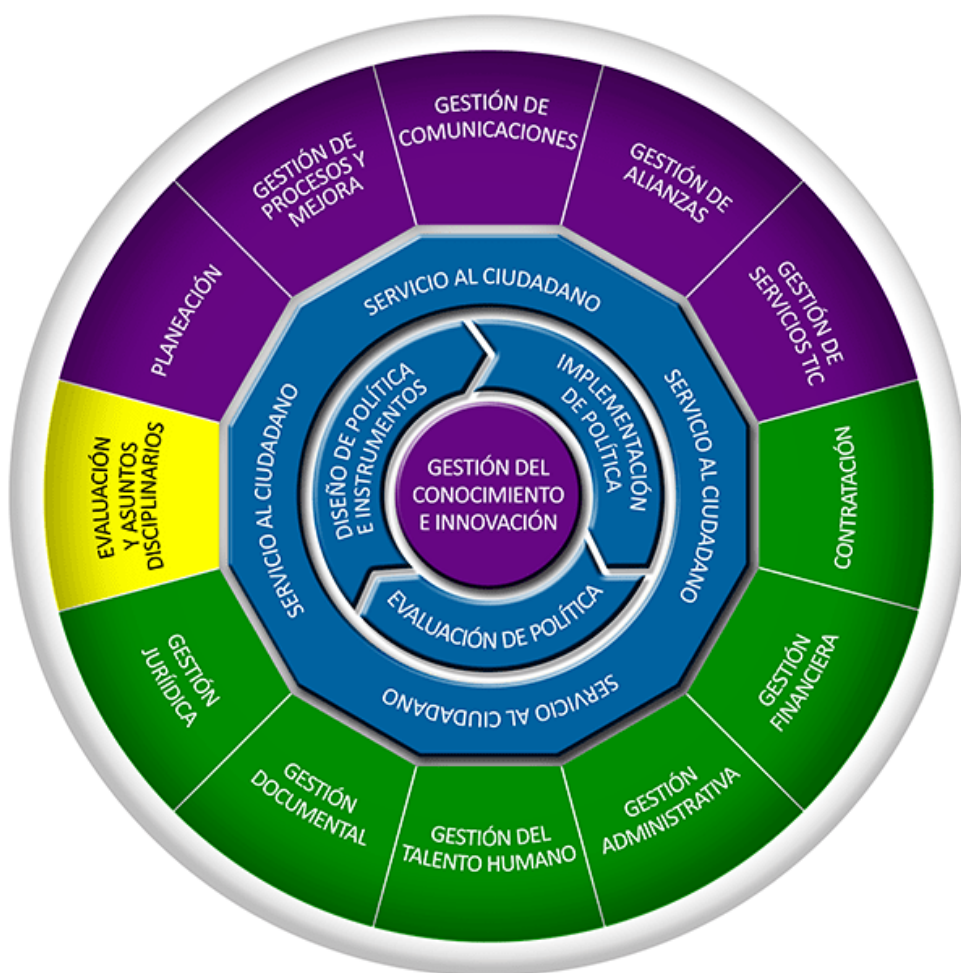 GESTIÓN DE
COMUNICACIONES
GESTIÓN DE
ALIANZAS
GESTIÓN DE
SERVICIOS TIC
CONTRATACIÓN
GESTIÓN
FINANCIERA
GESTIÓN
ADMINISTRATIVA
GESTIÓN DEL
TALENTO HUMANO
GESTIÓN
DOCUMENTAL
GESTIÓN
JURÍIDICA
EVALUACIÓN
Y ASUNTOS
DISCIPLINARIOS
PLANEACIÓN
GESTIÓN DE
PROCESOS Y
MEJORA
SERVICIO AL CIUDADANO
SERVICIO AL CIUDADANO
SERVICIO AL CIUDADANO
SERVICIO AL CIUDADANO
DISEÑO DE POLÍTICA
E INSTRUMENTOS
IMPLEMENTACIÓN
DE POLÍTICA
EVALUACIÓN DE POLÍTICA
GESTIÓN DEL
CONOCIMIENTO
E INNOVACIÓN